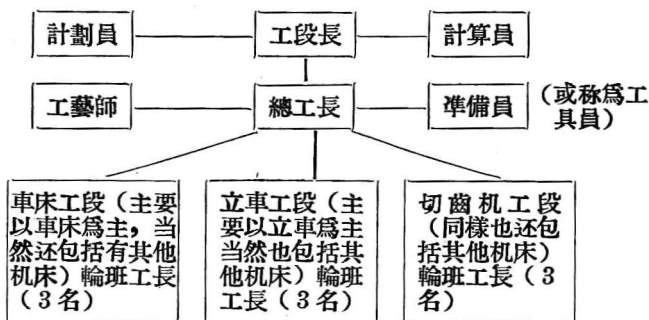 計劃員
工段長
計算員
工藝師
總工長
準備員
（或称爲工
具員）
車床工段（主要
以車床爲主，当
然还包括有其他
机床）輪班工長
（3名）
立車工段（主
要以立車爲主
当然也包括其
他机床）輪班
工長（3名）
切齒机工段
（同樣也还包
括其他机床）
輪班工長（3
名）